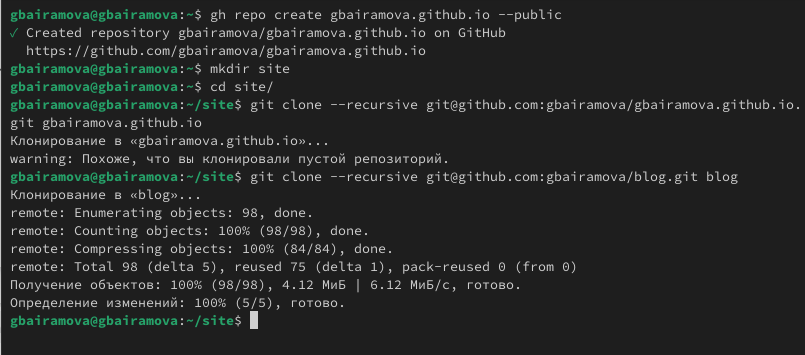 gbairamova@gbairamova:~$ gh repo create gbairamova.github.io --public
✓ Created repository gbairamova/gbairamova.github.io on GitHub
  https://github.com/gbairamova/gbairamova.github.io
gbairamova@gbairamova:~$ mkdir site
gbairamova@gbairamova:~$ cd site/
gbairamova@gbairamova:~/site$ git clone --recursive git@github.com:gbairamova/gbairamova.github.io.
git gbairamova.github.io
Клонирование в «gbairamova.github.io»...
warning: Похоже, что вы клонировали пустой репозиторий.
gbairamova@gbairamova:~/site$ git clone --recursive git@github.com:gbairamova/blog.git blog
Клонирование в «blog»...
remote: Enumerating objects: 98, done.
remote: Counting objects: 100% (98/98), done.
remote: Compressing objects: 100% (84/84), done.
remote: Total 98 (delta 5), reused 75 (delta 1), pack-reused 0 (from 0)
Получение объектов: 100% (98/98), 4.12 МиБ | 6.12 МиБ/с, готово.
Определение изменений: 100% (5/5), готово.
gbairamova@gbairamova:~/site$